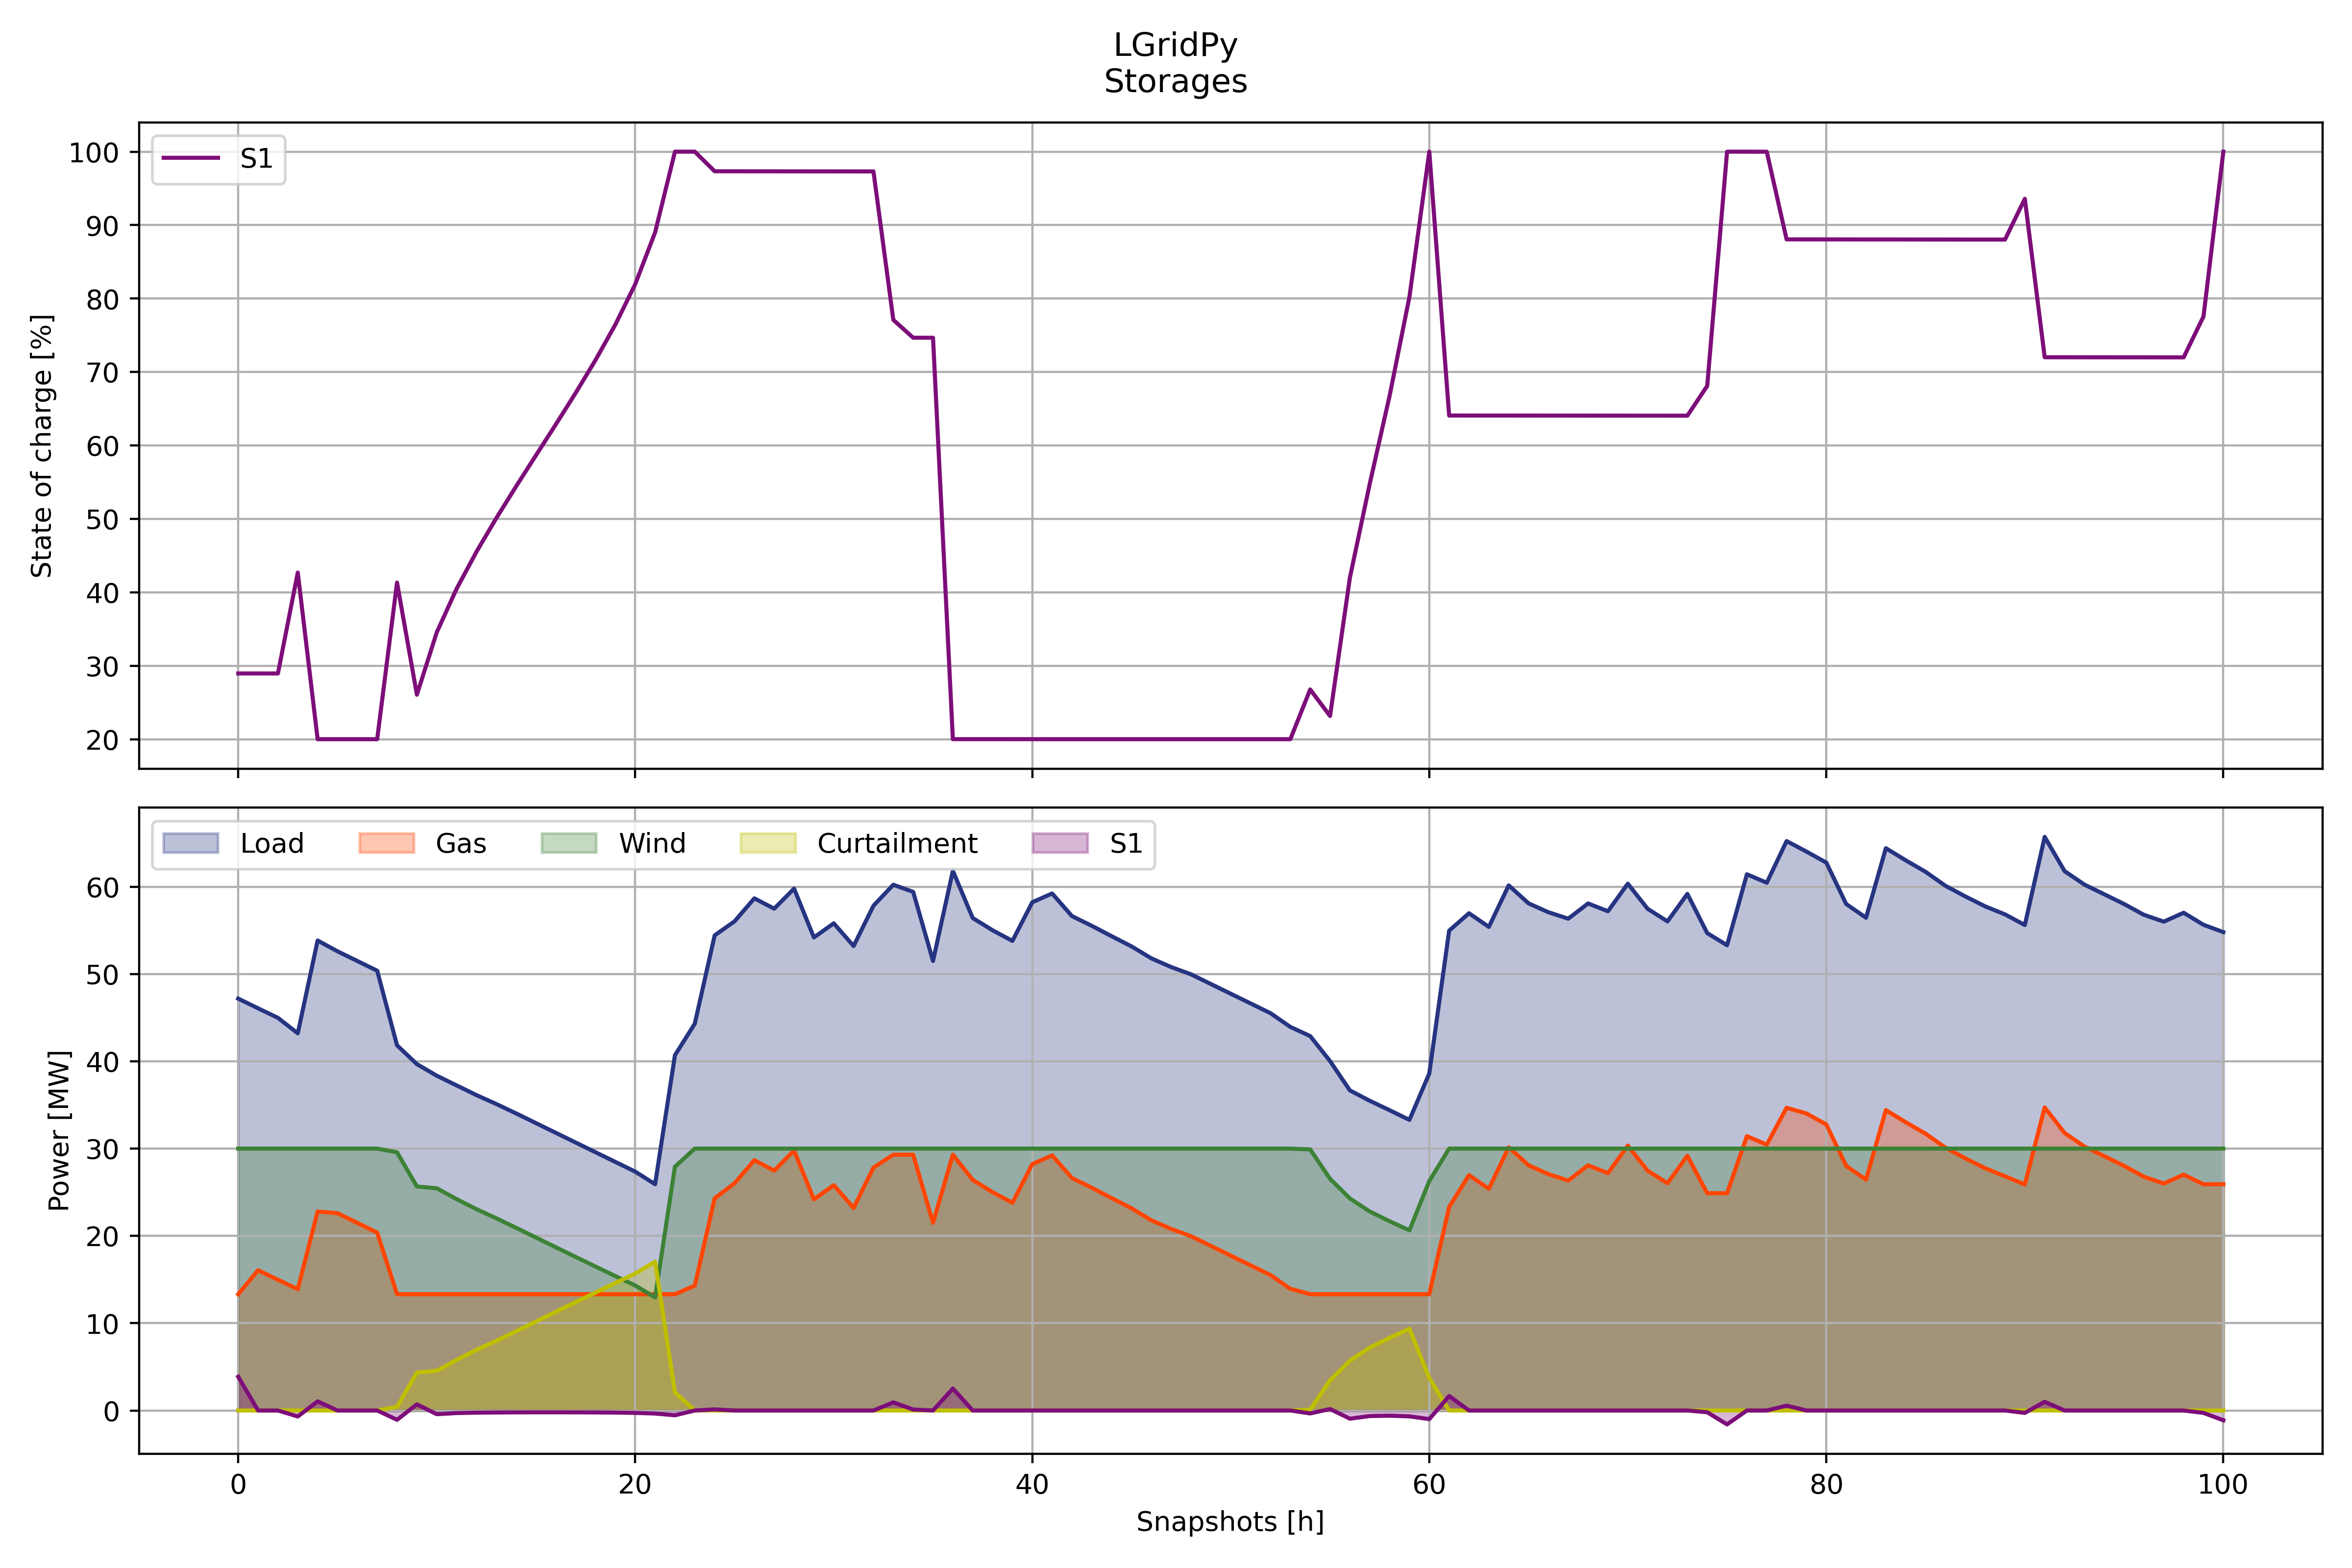 LGridPy
Storages
S1
100
90
80
70
60
50
40
30
20
State of charge [%]
Load Gas Wind Curtailment S1
60
50
40
30
20
10
0
Power [MW]
0 20 40 60 80 100
Snapshots [h]